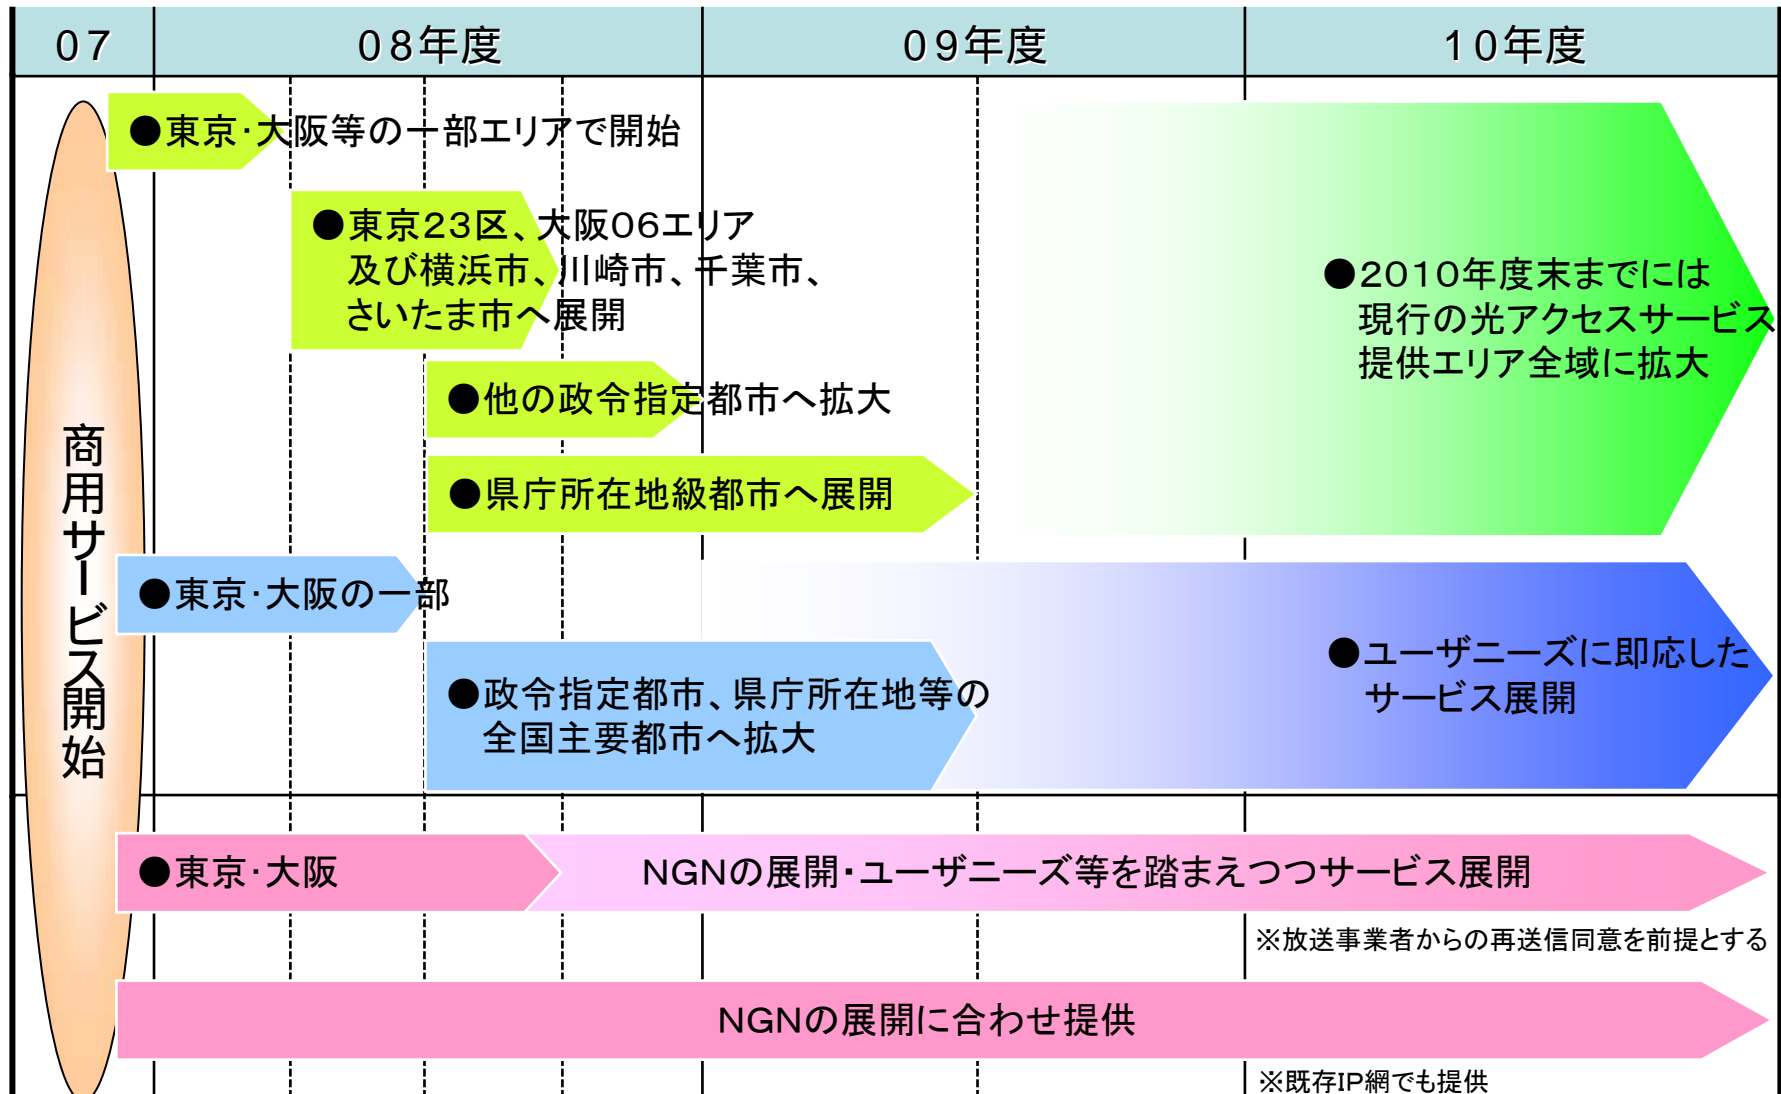 07
08年度
09年度
10年度
●東京・大阪等の一部エリアで開始
●東京23区、大阪06エリア
及び横浜市、川崎市、千葉市、
さいたま市へ展開
●他の政令指定都市へ拡大
●県庁所在地級都市へ展開
●2010年度末までには
現行の光アクセスサービス
提供エリア全域に拡大
商用サービス開始
●東京・大阪の一部
●政令指定都市、県庁所在地等の
全国主要都市へ拡大
●ユーザニーズに即応した
サービス展開
●東京・大阪
NGNの展開・ユーザニーズ等を踏まえつつサービス展開
※放送事業者からの再送信同意を前提とする
NGNの展開に合わせ提供
※既存IP網でも提供